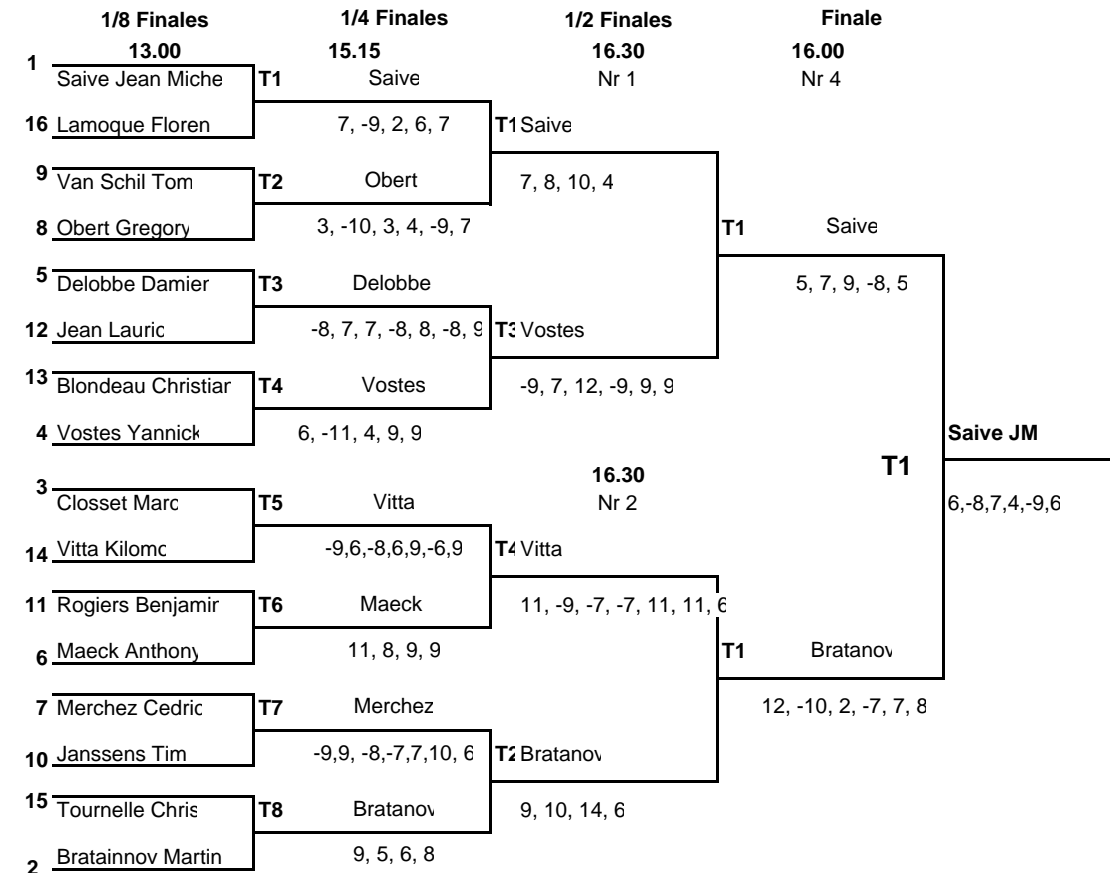 1/8 Finales 1/4 Finales 1/2 Finales Finale
13.00 15.15 16.30 16.00
1 Saive Jean Miche T1 Saive Nr 1 Nr 4
16 Lamoque Floren 7, -9, 2, 6, 7 T1 Saive
9 Van Schil Tom T2 Obert 7, 8, 10, 4
8 Obert Gregory 3, -10, 3, 4, -9, 7 T1 Saive
5 Delobbe Damier T3 Delobbe 5, 7, 9, -8, 5
12 Jean Lauric -8, 7, 7, -8, 8, -8, 9 T3 Vostes
13 Blondeau Christiar T4 Vostes -9, 7, 12, -9, 9, 9
4 Vostes Yannick 6, -11, 4, 9, 9 Saive JM
T1
16.30
3 Closset Marc T5 Vitta Nr 2 6,-8,7,4,-9,6
14 Vitta Kilomc -9,6,-8,6,9,-6,9 T4 Vitta
11 Rogiers Benjamir T6 Maeck 11, -9, -7, -7, 11, 11, 6
6 Maeck Anthony 11, 8, 9, 9 T1 Bratanov
7 Merchez Cedric T7 Merchez 12, -10, 2, -7, 7, 8
10 Janssens Tim -9,9, -8,-7,7,10, 6 T2 Bratanov
15 Tournelle Chris T8 Bratanov 9, 10, 14, 6
2 Bratainnov Martin 9, 5, 6, 8